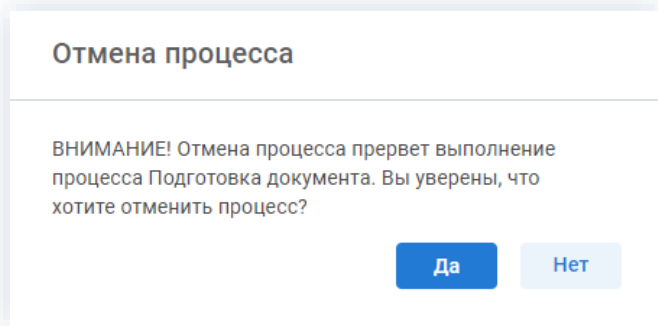 Отмена процесса
ВНИМАНИЕ! Отмена процесса прервет выполнение
процесса Подготовка документа. Вы уверены, что
хотите отменить процесс?
Да
Нет